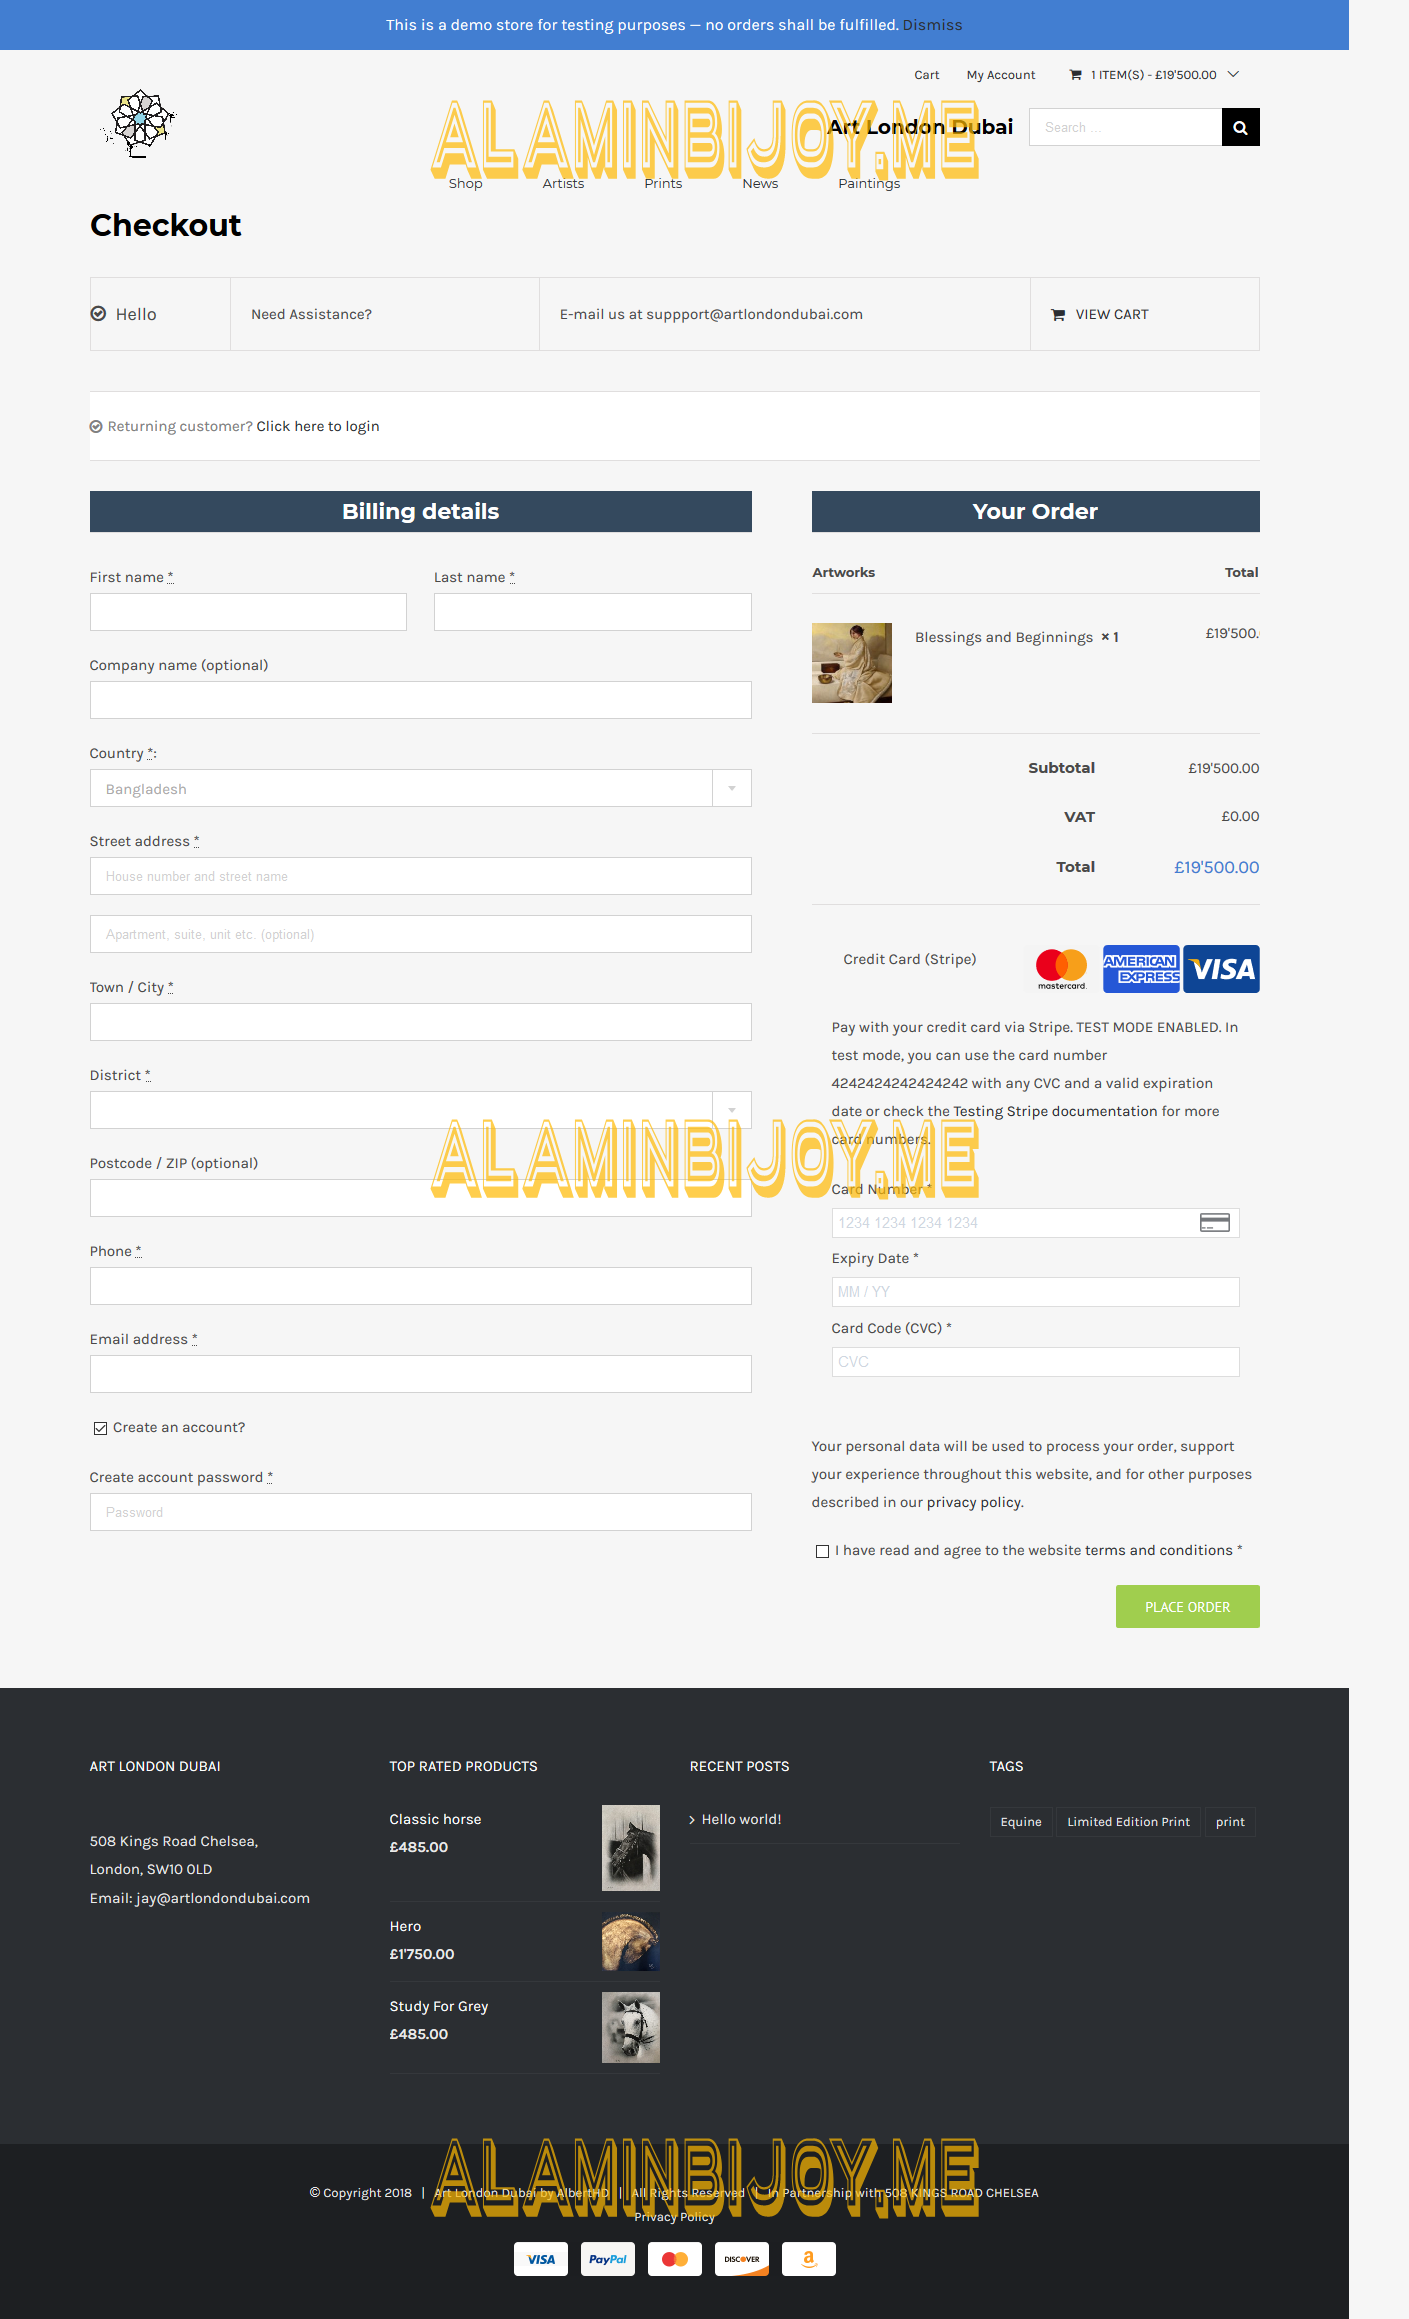 This is a demo store for testing purposes — no orders shall be fulfilled. Dismiss
Cart My Account 1 ITEM(S) - £19'500.00
ALAMINBIJOY.ME
Art London Dubai
Search ...
Shop Artists Prints News Paintings
Checkout
Hello
Need Assistance?
E-mail us at suppport@artlondondubai.com
VIEW CART
Returning customer? Click here to login
Billing details
First name *
Last name *
Company name (optional)
Country *:
Bangladesh
Street address *
House number and street name
Apartment, suite, unit etc. (optional)
Town / City *
District *
Postcode / ZIP (optional)
Phone *
Email address *
Create an account?
Create account password *
Password
Your Order
Artworks Total
Blessings and Beginnings × 1 £19'500.
Subtotal £19'500.00
VAT £0.00
Total £19'500.00
Credit Card (Stripe)
mastercard.
AMERICAN
EXPRESS
VISA
Pay with your credit card via Stripe. TEST MODE ENABLED. In
test mode, you can use the card number
4242424242424242 with any CVC and a valid expiration
date or check the Testing Stripe documentation for more
card numbers.
ALAMINBIJOY.ME
Card Number *
1234 1234 1234 1234
Expiry Date *
MM / YY
Card Code (CVC) *
CVC
Your personal data will be used to process your order, support
your experience throughout this website, and for other purposes
described in our privacy policy.
I have read and agree to the website terms and conditions *
PLACE ORDER
ART LONDON DUBAI
508 Kings Road Chelsea,
London, SW10 0LD
Email: jay@artlondondubai.com
TOP RATED PRODUCTS
Classic horse
£485.00
Hero
£1'750.00
Study For Grey
£485.00
RECENT POSTS
Hello world!
TAGS
Equine Limited Edition Print print
ALAMINBIJOY.ME
© Copyright 2018 | Art London Dubai by AlbertHD | All Rights Reserved | In Partnership with 508 KINGS ROAD CHELSEA
Privacy Policy
VISA PayPal DISCOVER a